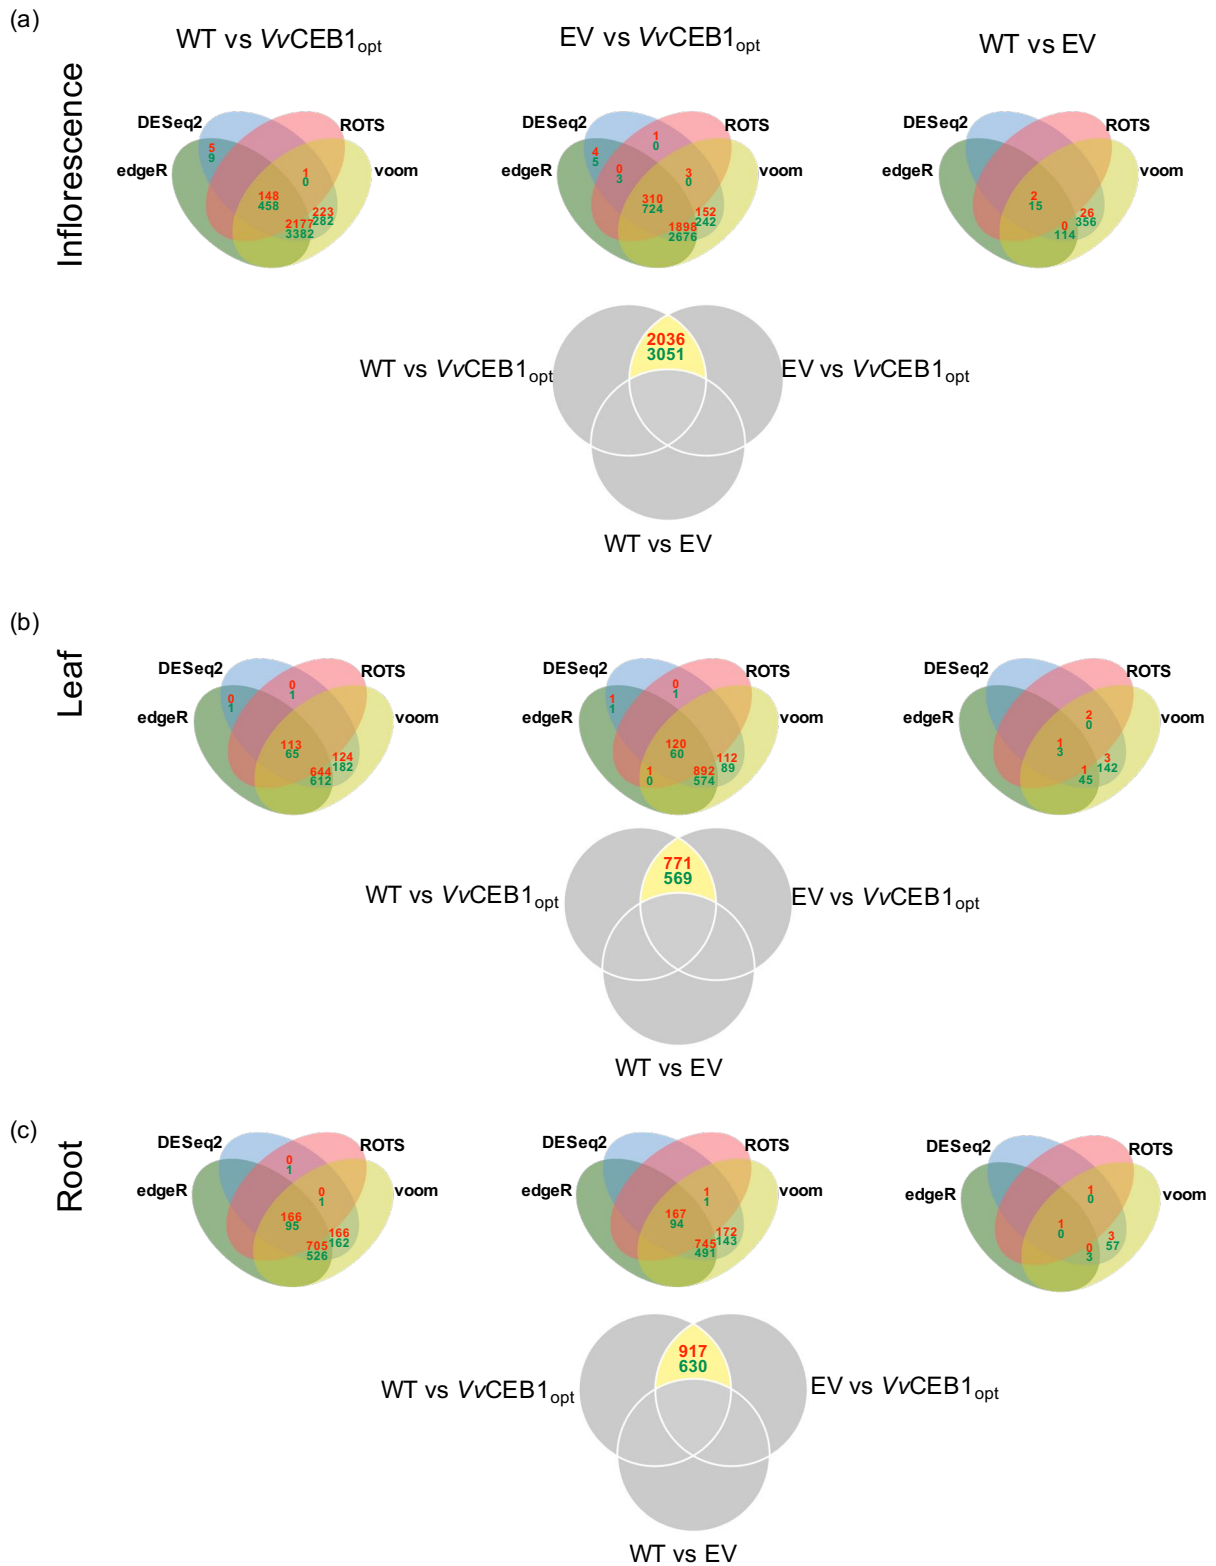 (a)
WT vs VvCEB1opt
EV vs VvCEB1opt
WT vs EV
Inflorescence
DESeq2
ROTS
edgeR
voom
5
9
1
0
148
458
223
282
2177
3382
DESeq2
ROTS
edgeR
voom
1
0
4
5
0
3
3
0
310
724
152
242
1898
2676
DESeq2
ROTS
edgeR
voom
2
15
26
356
0
114
2036
3051
WT vs VvCEB1opt
EV vs VvCEB1opt
WT vs EV
(b)
Leaf
DESeq2
ROTS
edgeR
voom
0
1
0
1
113
65
124
182
644
612
DESeq2
ROTS
edgeR
voom
0
1
1
1
120
60
112
89
1
0
892
574
DESeq2
ROTS
edgeR
voom
2
0
1
3
3
142
1
45
771
569
WT vs VvCEB1opt
EV vs VvCEB1opt
WT vs EV
(c)
Root
DESeq2
ROTS
edgeR
voom
0
1
0
1
166
95
166
162
705
526
DESeq2
ROTS
edgeR
voom
1
1
167
94
172
143
745
491
DESeq2
ROTS
edgeR
voom
1
0
1
0
3
57
0
3
917
630
WT vs VvCEB1opt
EV vs VvCEB1opt
WT vs EV